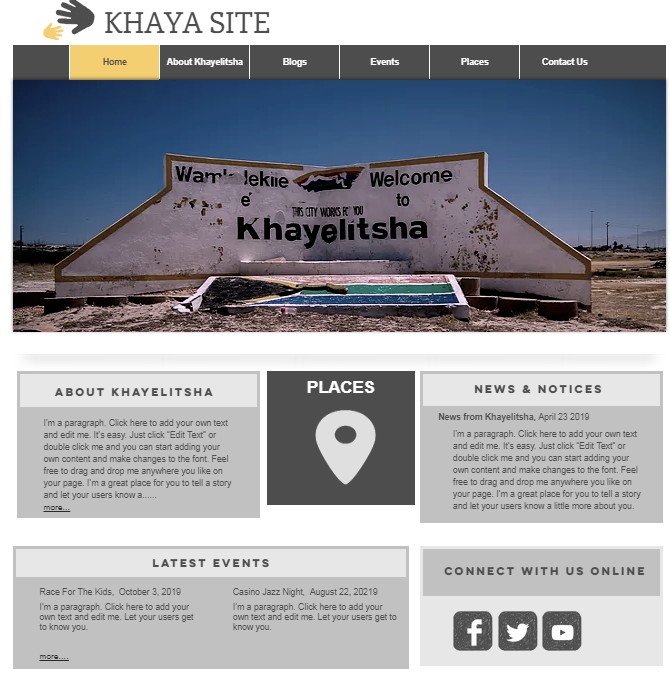 KHAYA SITE
Home
About Khayelitsha
Blogs
Events
Places
Contact Us
Welcome
e'
to
THIS CITY WORKS FOR YOU
Khayelitsha
ABOUT KHAYELITSHA
I'm a paragraph. Click here to add your own text
and edit me. It's easy. Just click "Edit Text" or
double click me and you can start adding your
own content and make changes to the font. Feel
free to drag and drop me anywhere you like on
your page. I'm a great place for you to tell a story
and let your users know a......
more...
PLACES
NEWS & NOTICES
News from Khayelitsha, April 23 2019
I'm a paragraph. Click here to add your own text
and edit me. It's easy. Just click "Edit Text" or
double click me and you can start adding your
own content and make changes to the font. Feel
free to drag and drop me anywhere you like on
your page. I'm a great place for you to tell a story
and let your users know a little more about you.
LATEST EVENTS
Race For The Kids, October 3, 2019
I'm a paragraph. Click here to add your
own text and edit me. Let your users get
to know you.
more....
Casino Jazz Night, August 22, 20219
I'm a paragraph. Click here to add your
own text and edit me. Let your users get to
know you.
CONNECT WITH US ONLINE